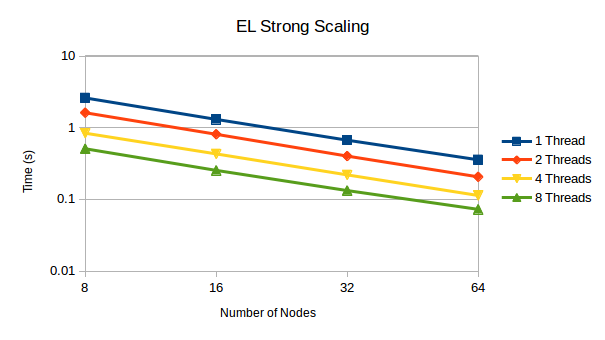 EL Strong Scaling
10
1
0.1
0.01
Time (s)
8 16 32 64
Number of Nodes
1 Thread
2 Threads
4 Threads
8 Threads